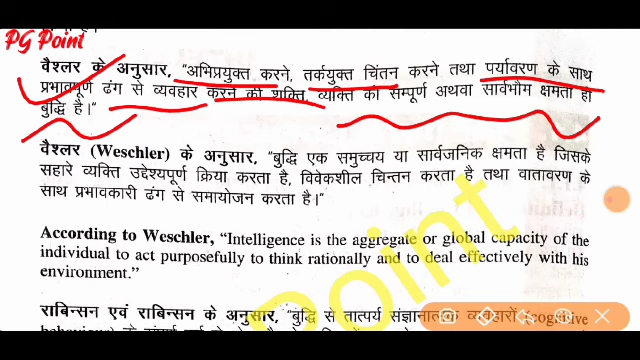 PG Point
वैश्लर के अनुसार, "अभिप्रयुक्त करने, तर्कयुक्त चिंतन करने तथा पर्यावरण के साथ
प्रभावपूर्ण ढंग से व्यवहार करने की शक्ति, व्यक्ति की सम्पूर्ण अथवा सार्वभौम क्षमता ही
बुद्धि है।"
वैश्लर (Weschler) के अनुसार, "बुद्धि एक समुच्चय या सार्वजनिक क्षमता है जिसके
सहारे व्यक्ति उद्देश्यपूर्ण क्रिया करता है, विवेकशील चिन्तन करता है तथा वातावरण के
साथ प्रभावकारी ढंग से समायोजन करता है।"
According to Weschler, "Intelligence is the aggregate or global capacity of the
individual to act purposefully to think rationally and to deal effectively with his
environment."
राबिन्सन एवं राबिन्सन के अनुसार, "बुद्धि से तात्पर्य संज्ञानात्मक व्यवहारों (cognitive
Point